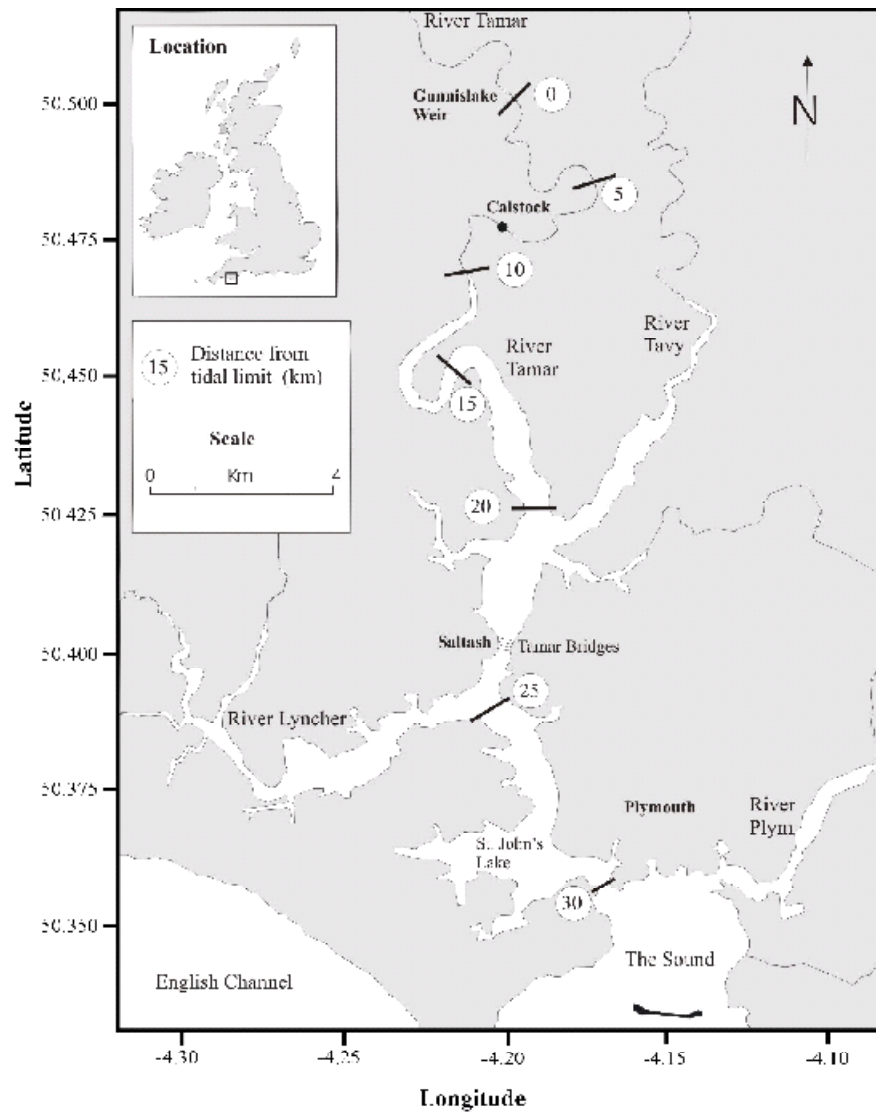 River Tamar
Location
50.500
Gunnislake
Weir
0
N
5
Calstock
50.475
10
River
Tavy
15
Distance from
tidal limit (km)
River
Tamar
50.450
15
Scale
0
Km
4
Latitude
20
50.425
50.400
Saltash
Tamar Bridges
25
River Lyncher
50.375
Plymouth
River
Plym
St. John's
Lake
30
50.350
The Sound
English Channel
-4.30
-4.25
-4.20
-4.15
-4.10
Longitude